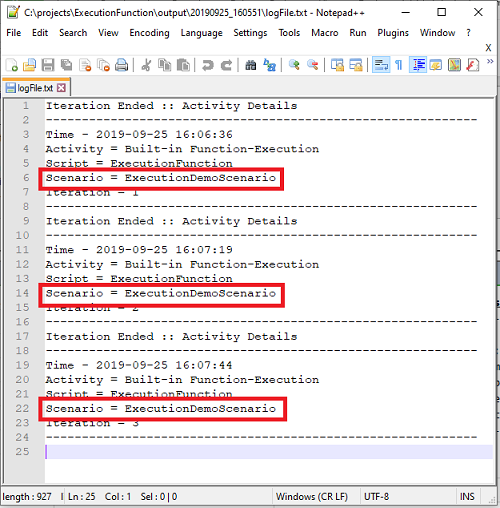 C:\projects\ExecutionFunction\output\20190925_160551\logFile.txt - Notepad++
File Edit Search View Encoding Language Settings Tools Macro Run Plugins Window ?
X
logFile.txt
1 Iteration Ended :: Activity Details
2 ----------------------------------------------------------------
3 Time - 2019-09-25 16:06:36
4 Activity = Built-in Function-Execution
5 Script = ExecutionFunction
6 Scenario = ExecutionDemoScenario
7 Iteration = 1
8 ----------------------------------------------------------------
9 Iteration Ended :: Activity Details
10 ----------------------------------------------------------------
11 Time - 2019-09-25 16:07:19
12 Activity = Built-in Function-Execution
13 Script = ExecutionFunction
14 Scenario = ExecutionDemoScenario
15 Iteration = 2
16 ----------------------------------------------------------------
17 Iteration Ended :: Activity Details
18 ----------------------------------------------------------------
19 Time - 2019-09-25 16:07:44
20 Activity = Built-in Function-Execution
21 Script = ExecutionFunction
22 Scenario = ExecutionDemoScenario
23 Iteration = 3
24 ----------------------------------------------------------------
25
length : 927 l Ln : 25 Col : 1 Sel : 0 | 0 Windows (CR LF) UTF-8 INS